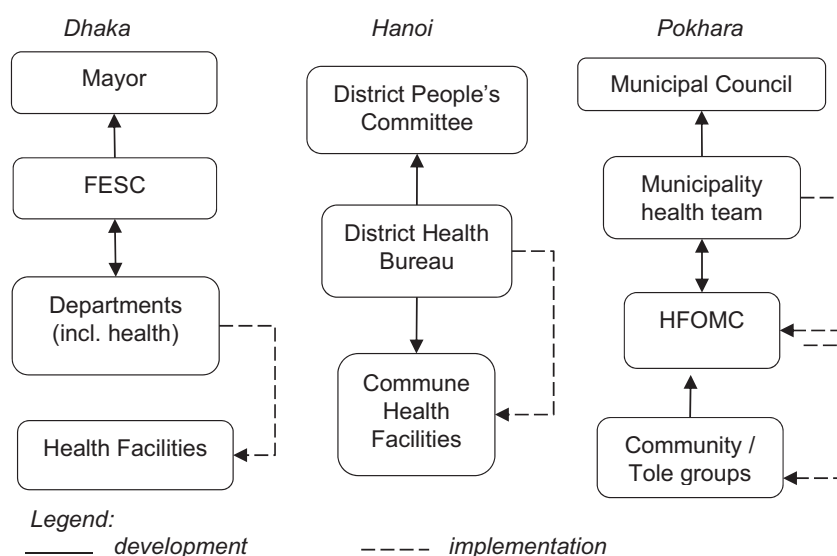 Dhaka
Mayor
FESC
Departments
(incl. health)
Health Facilities
Hanoi
District People's
Committee
District Health
Bureau
Commune
Health
Facilities
Pokhara
Municipal Council
Municipality
health team
HFOMC
Community /
Tole groups
Legend:
development
implementation